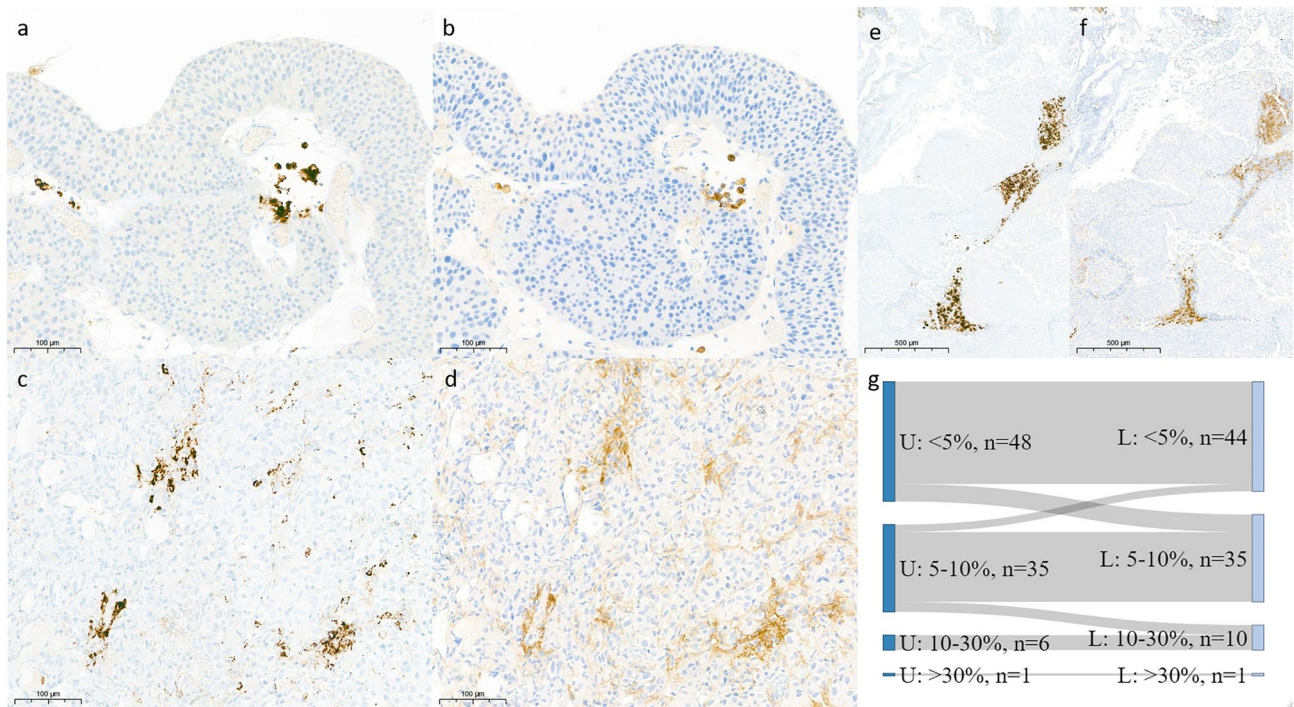 a
b
e
f
100 µm
100 µm
500 µm
500 µm
c
d
g
U: <5%, n=48
L: <5%, n=44
U: 5-10%, n=35
L: 5-10%, n=35
U: 10-30%, n=6
L: 10-30%, n=10
U: >30%, n=1
L: >30%, n=1
100 µm
100 µm